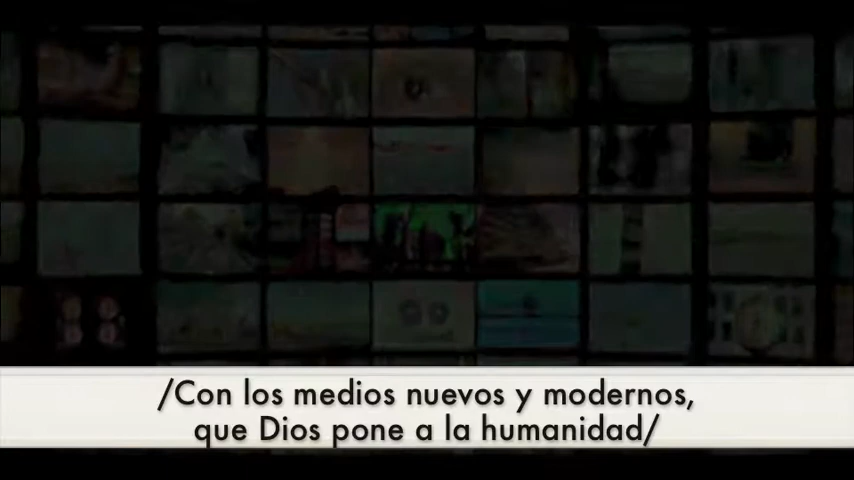 /Con los medios nuevos y modernos,
que Dios pone a la humanidad/